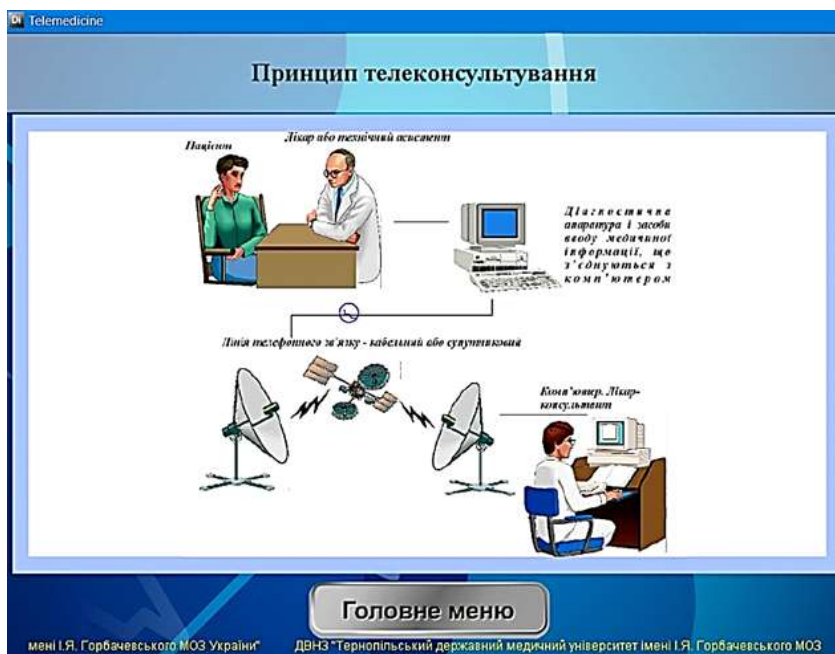 Telemedicine
Принцип телеконсультування
Лікар або технічний асистент
Пацієнт
Діагностична
апаратура і засоби
вводу медичної
інформації, що
з'єднуються з
комп'ютером
Лінія телефонного зв'язку - кабельний або супутниковий
Комп'ютер. Лікар-
консультант
Головне меню
мені І.Я. Горбачевського МОЗ України" ДВНЗ "Тернопільський державний медичний університет імені І.Я. Горбачевського МОЗ